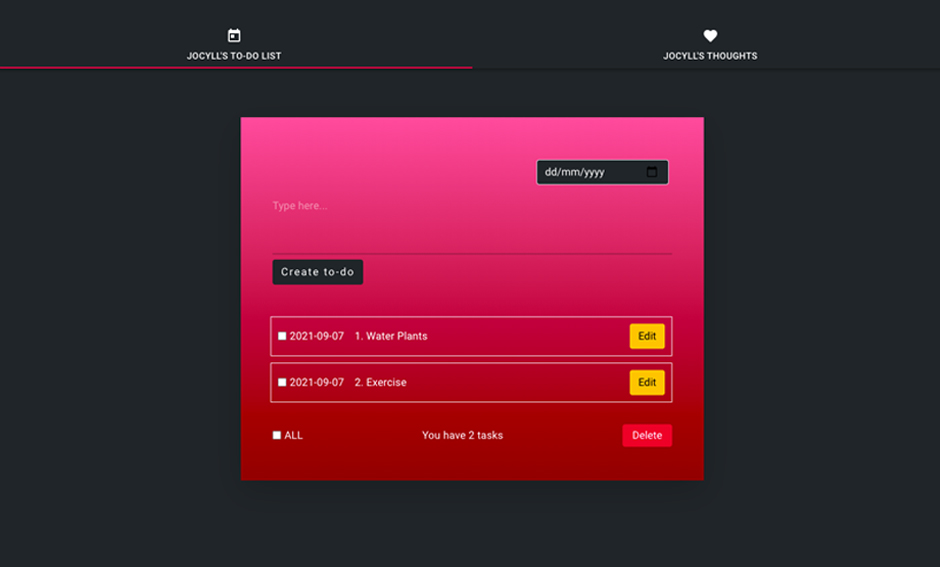 JOCYLL'S TO-DO LIST
JOCYLL'S THOUGHTS
dd/mm/yyyy
Type here...
Create to-do
2021-09-07 1. Water Plants Edit
2021-09-07 2. Exercise Edit
ALL You have 2 tasks Delete